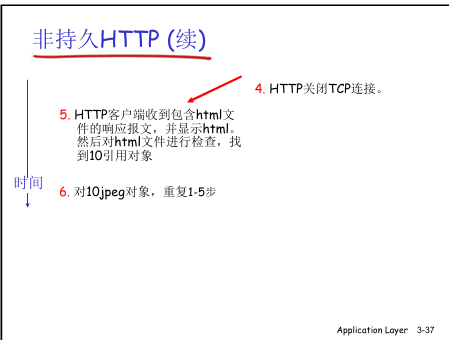 非持久HTTP (续)
4. HTTP关闭TCP连接。
5. HTTP客户端收到包含html文
件的响应报文，并显示html。
然后对html文件进行检查，找
到10引用对象
时间
6. 对10jpeg对象，重复1-5步
Application Layer 3-37